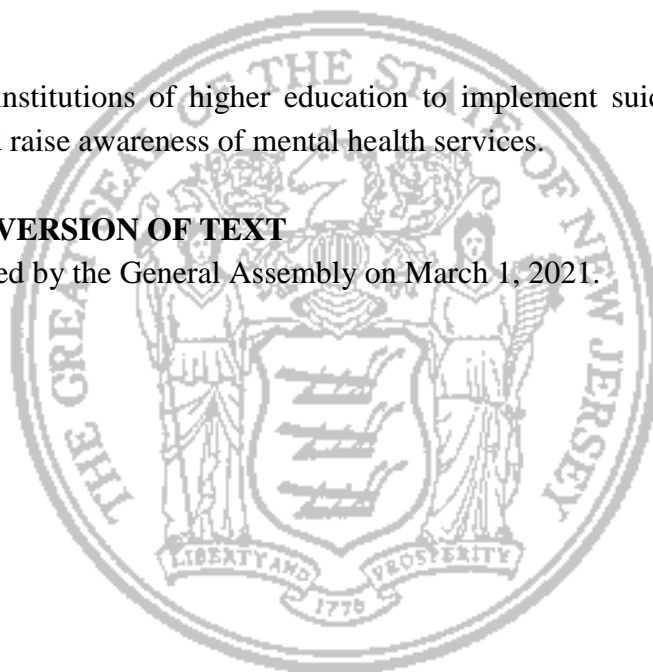 institutions of higher education to implement suic
raise awareness of mental health services.
VERSION OF TEXT
ed by the General Assembly on March 1, 2021.
THE GREAT SEAL OF THE STATE OF NEW JERSEY
LIBERTY AND PROSPERITY
1776